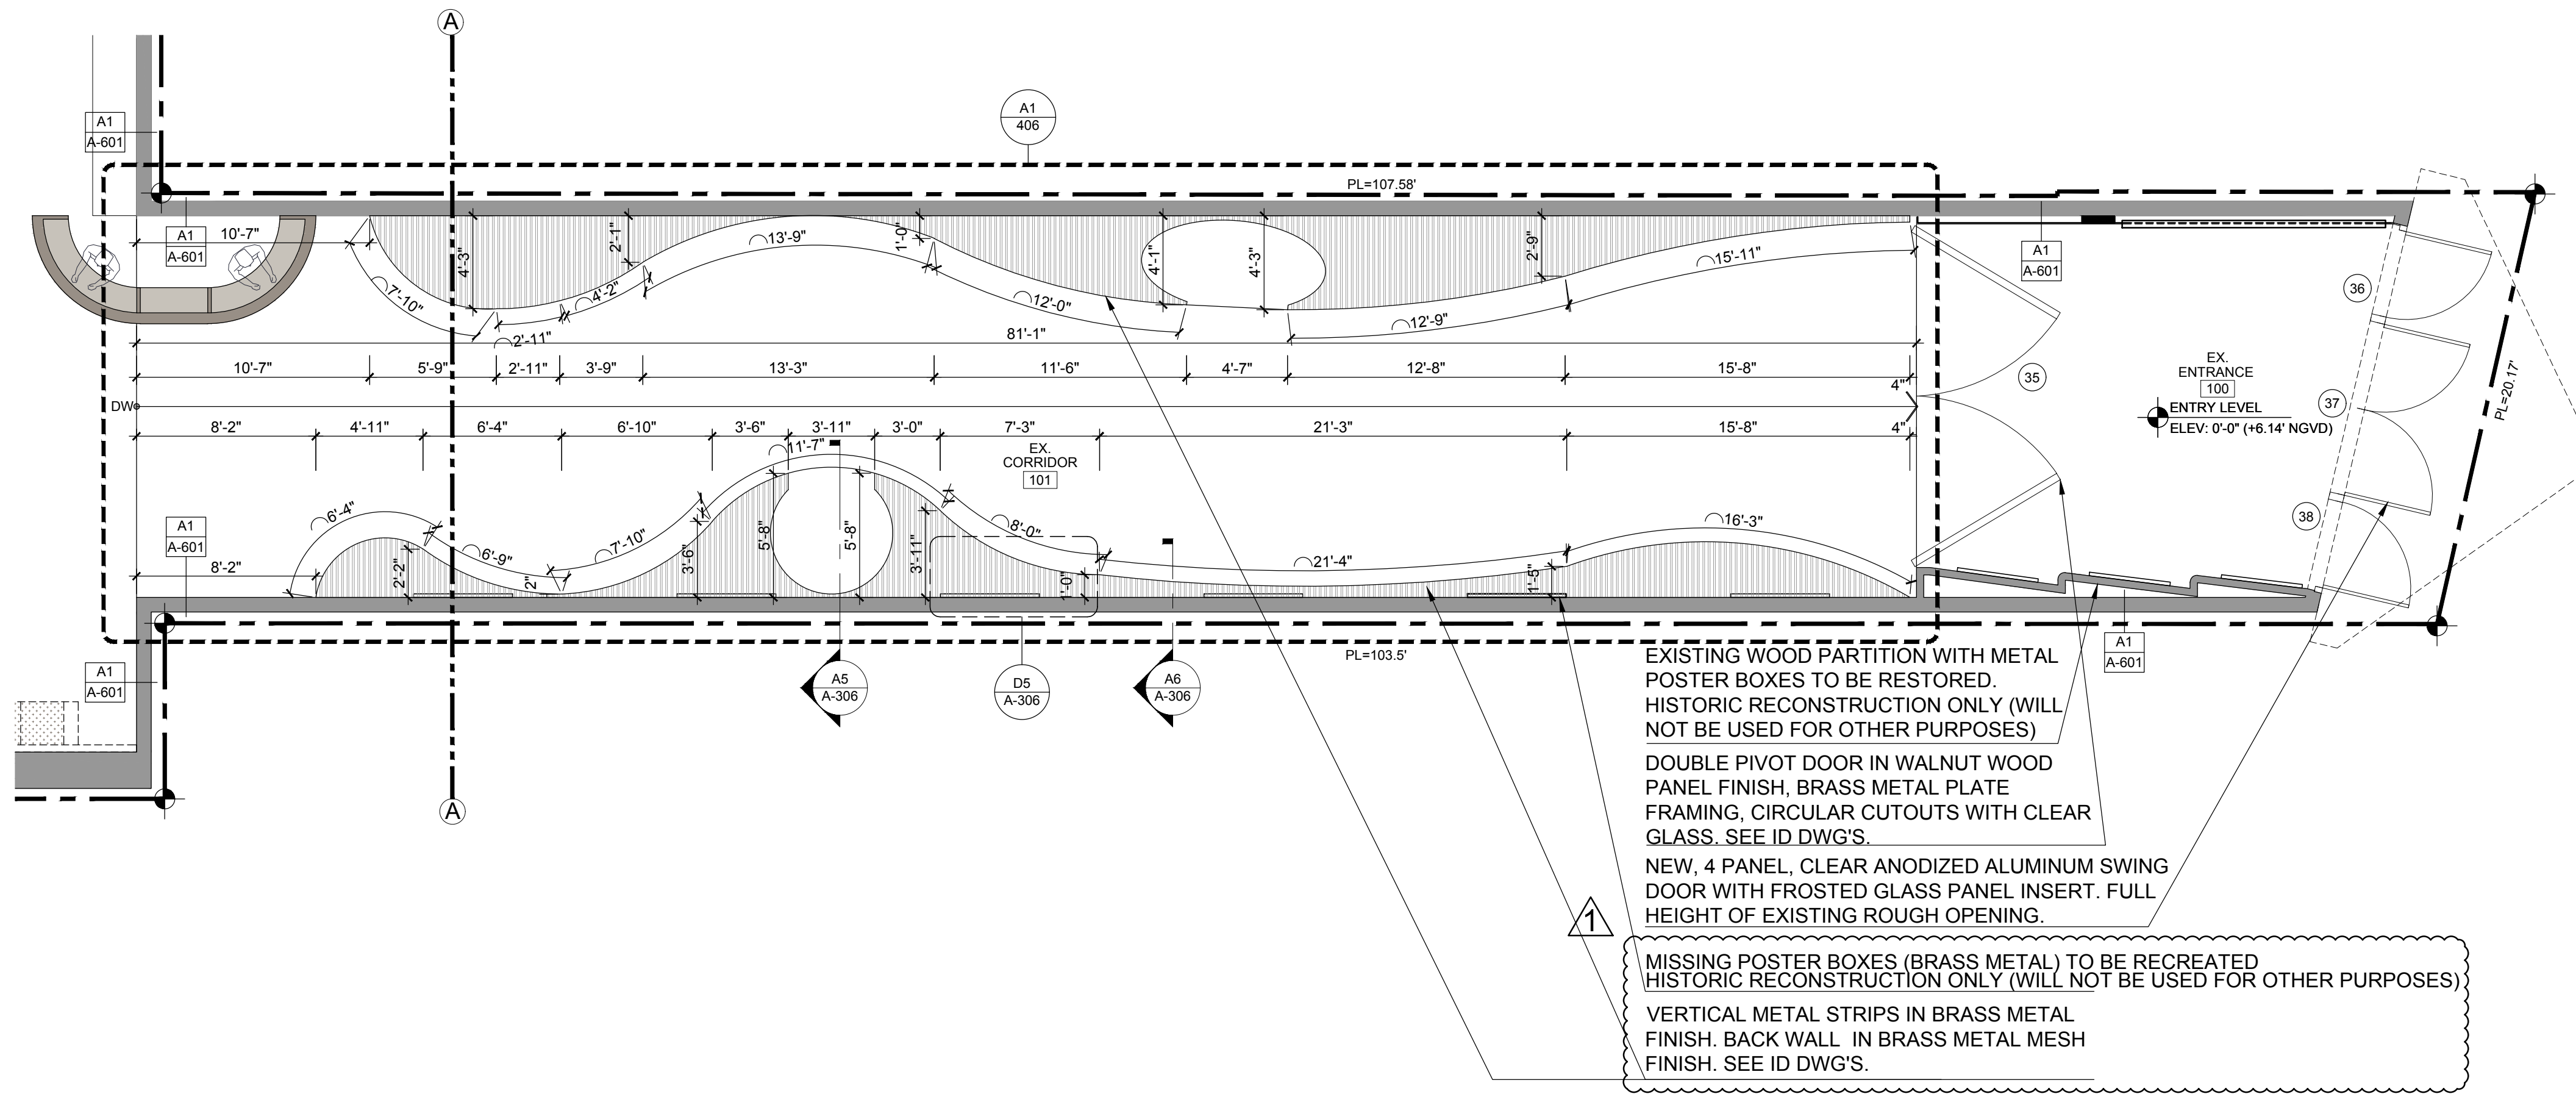 A
A1
406
A1
A-601
PL=107.58'
A1
A-601
10'-7"
4'-3"
2'-1"
13'-9"
1'-0"
4'-1"
4'-3"
2'-9"
15'-11"
A1
A-601
7'-10"
4'-2"
12'-0"
12'-9"
2'-11"
81'-1"
36
EX.
ENTRANCE
100
35
37
ENTRY LEVEL
ELEV: 0'-0" (+6.14' NGVD)
PL=20.17'
38
10'-7"
5'-9"
2'-11"
3'-9"
13'-3"
11'-6"
4'-7"
12'-8"
15'-8"
4"
DW
8'-2"
4'-11"
6'-4"
6'-10"
3'-6"
3'-11"
3'-0"
7'-3"
21'-3"
15'-8"
4"
11'-7"
EX.
CORRIDOR
101
A1
A-601
6'-4"
6'-9"
7'-10"
8'-0"
21'-4"
16'-3"
8'-2"
2'-2"
2"
3'-6"
5'-8"
5'-8"
3'-11"
1'-0"
1'-5"
PL=103.5'
A1
A-601
A5
A-306
D5
A-306
A6
A-306
A1
A-601
A
EXISTING WOOD PARTITION WITH METAL
POSTER BOXES TO BE RESTORED.
HISTORIC RECONSTRUCTION ONLY (WILL
NOT BE USED FOR OTHER PURPOSES)
DOUBLE PIVOT DOOR IN WALNUT WOOD
PANEL FINISH, BRASS METAL PLATE
FRAMING, CIRCULAR CUTOUTS WITH CLEAR
GLASS. SEE ID DWG'S.
NEW, 4 PANEL, CLEAR ANODIZED ALUMINUM SWING
DOOR WITH FROSTED GLASS PANEL INSERT. FULL
HEIGHT OF EXISTING ROUGH OPENING.
1
MISSING POSTER BOXES (BRASS METAL) TO BE RECREATED
HISTORIC RECONSTRUCTION ONLY (WILL NOT BE USED FOR OTHER PURPOSES)
VERTICAL METAL STRIPS IN BRASS METAL
FINISH. BACK WALL IN BRASS METAL MESH
FINISH. SEE ID DWG'S.